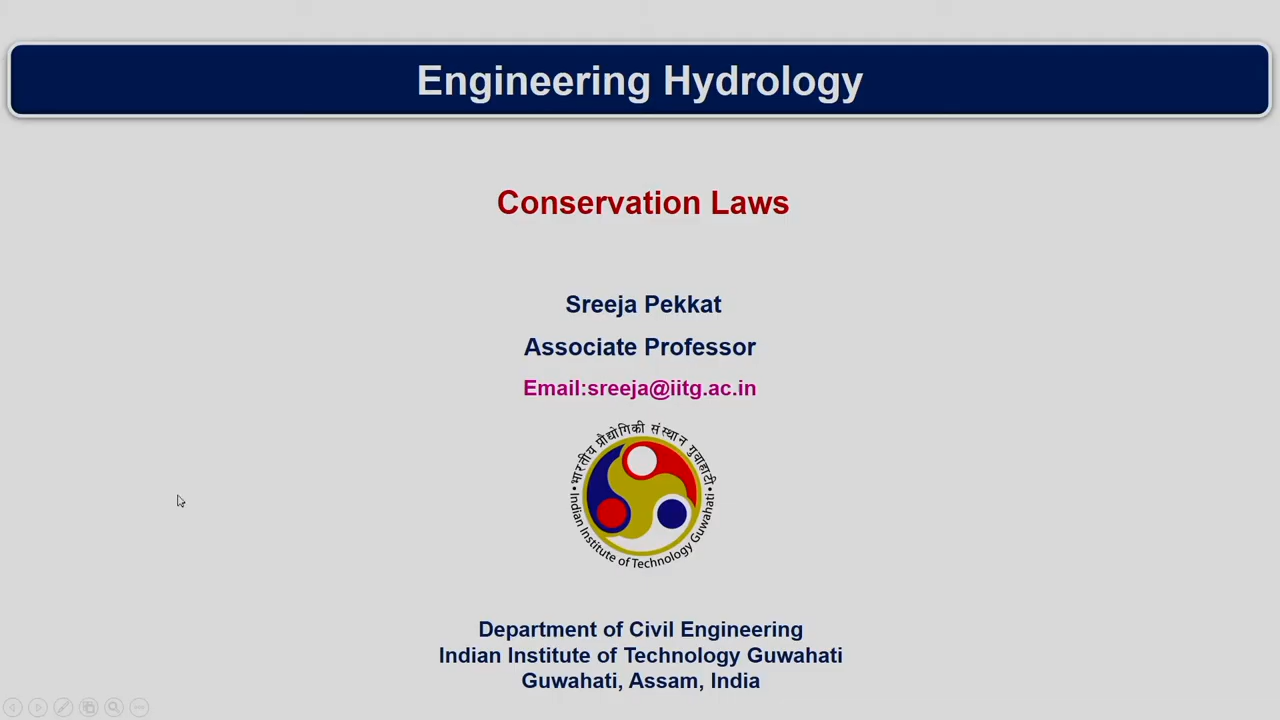 Engineering Hydrology
Conservation Laws
Sreeja Pekkat
Associate Professor
Email:sreeja@iitg.ac.in
भारतीय प्रौद्योगिकी संस्थान गुवाहाटी
Indian Institute of Technology Guwahati
Department of Civil Engineering
Indian Institute of Technology Guwahati
Guwahati, Assam, India